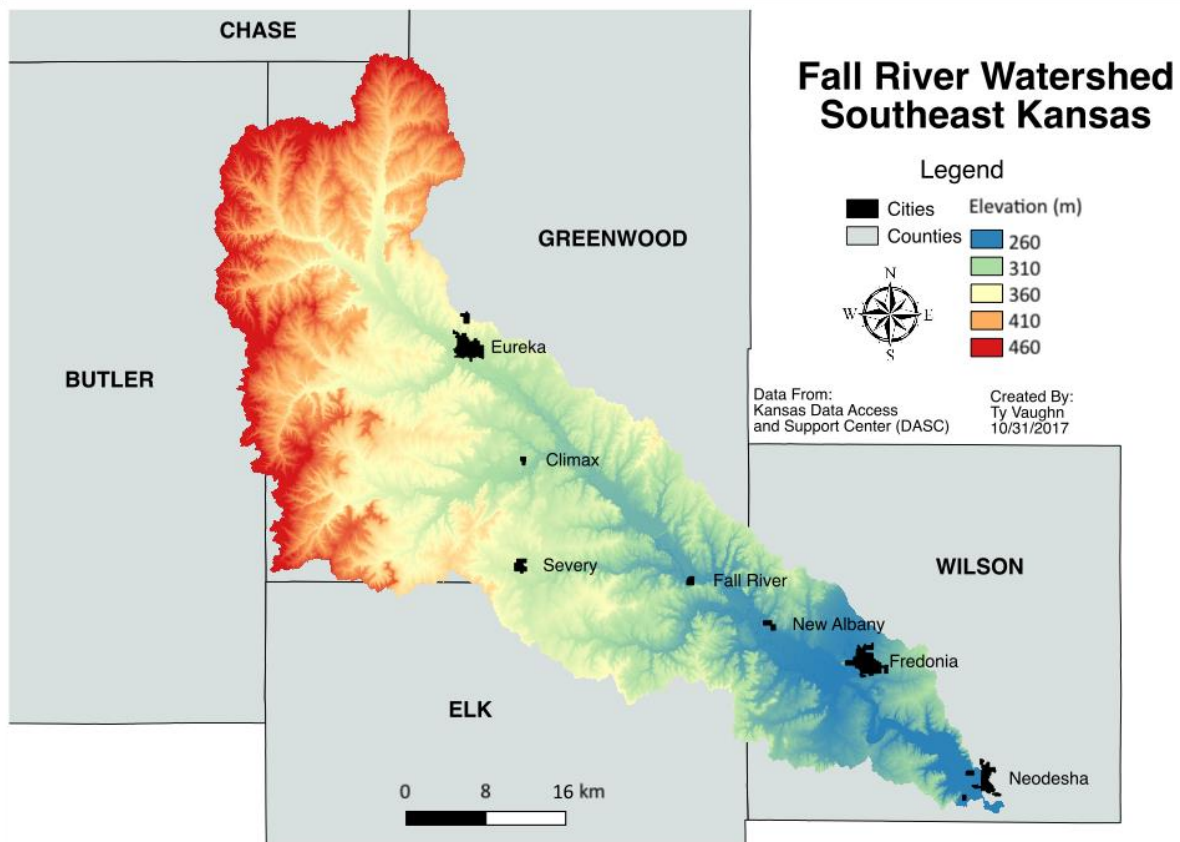 CHASE
Fall River Watershed
Southeast Kansas
Legend
Cities
Counties
Elevation (m)
260
310
360
410
460
N
W
E
S
GREENWOOD
BUTLER
Eureka
Data From:
Kansas Data Access
and Support Center (DASC)
Created By:
Ty Vaughn
10/31/2017
Climax
Severy
Fall River
WILSON
New Albany
Fredonia
ELK
Neodesha
0 8 16 km